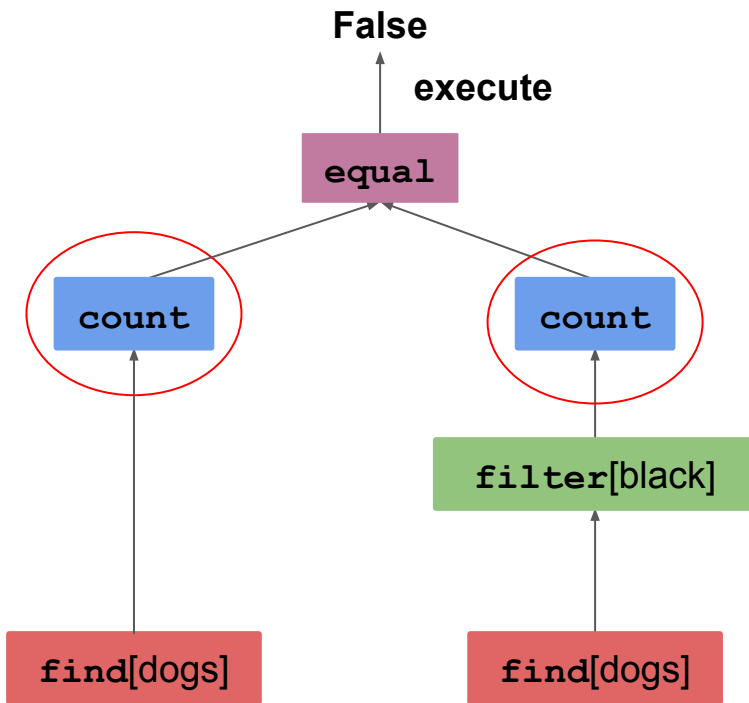 False
execute
equal
count
count
filter[black]
find[dogs]
find[dogs]